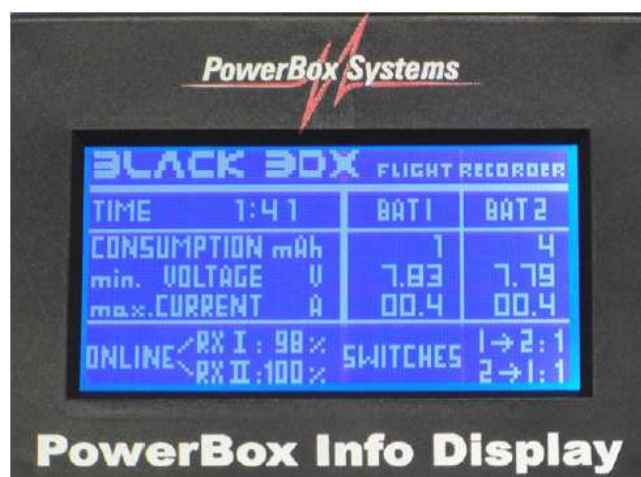 PowerBox Systems
BLACK BOX FLIGHT RECORDER
TIME 1:41 BAT1 BAT2
CONSUMPTION mAh 1 4
min. VOLTAGE V 7.83 7.79
max.CURRENT A 00.4 00.4
ONLINE RX I : 98% SWITCHES 1→2:1
RX II :100% 2→1:1
PowerBox Info Display